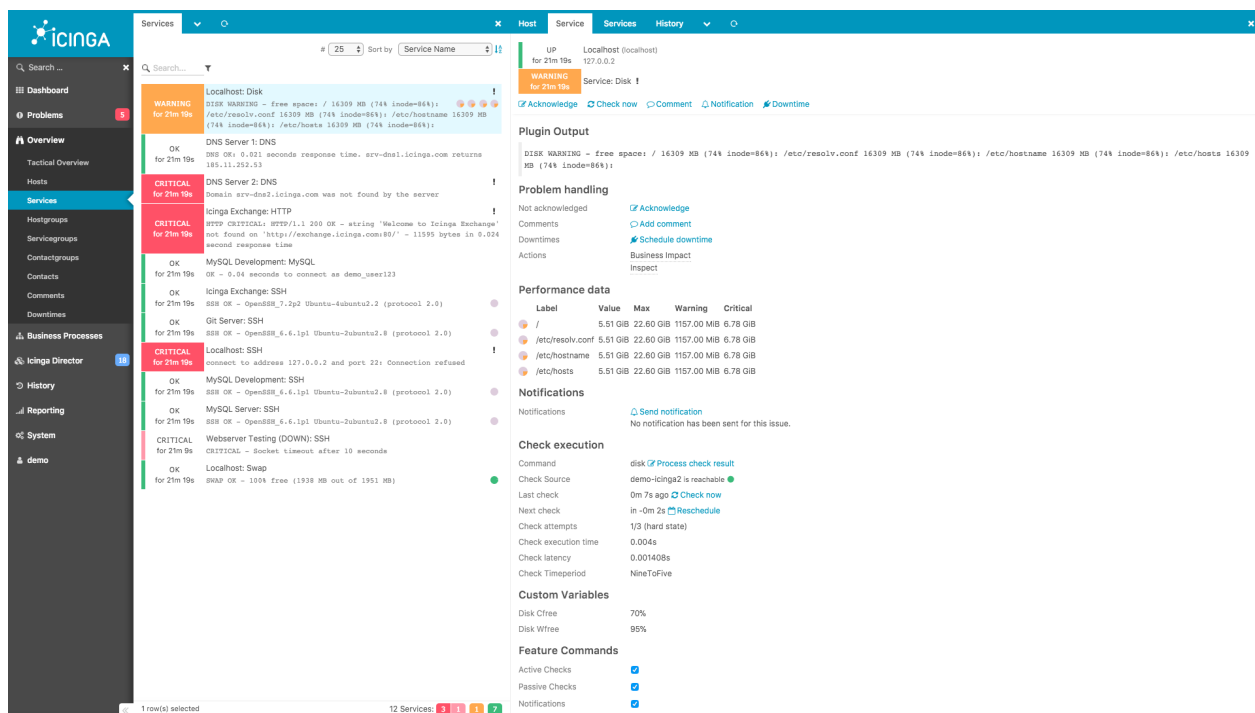 icinga
Search ...
Dashboard
Problems 5
Overview
Tactical Overview
Hosts
Services
Hostgroups
Servicegroups
Contactgroups
Contacts
Comments
Downtimes
Business Processes
Icinga Director 18
History
Reporting
System
demo
Services
# 25 Sort by Service Name
Search...
WARNING
for 21m 19s
Localhost: Disk !
DISK WARNING - free space: / 16309 MB (74% inode=86%):
/etc/resolv.conf 16309 MB (74% inode=86%): /etc/hostname 16309 MB
(74% inode=86%): /etc/hosts 16309 MB (74% inode=86%):
OK
for 21m 19s
DNS Server 1: DNS
DNS OK: 0.021 seconds response time. srv-dns1.icinga.com returns
185.11.252.53
CRITICAL
for 21m 19s
DNS Server 2: DNS !
Domain srv-dns2.icinga.com was not found by the server
CRITICAL
for 21m 19s
Icinga Exchange: HTTP !
HTTP CRITICAL: HTTP/1.1 200 OK - string 'Welcome to Icinga Exchange'
not found on 'http://exchange.icinga.com:80/' - 11595 bytes in 0.024
second response time
OK
for 21m 19s
MySQL Development: MySQL
OK - 0.04 seconds to connect as demo_user123
OK
for 21m 19s
Icinga Exchange: SSH
SSH OK - OpenSSH_7.2p2 Ubuntu-4ubuntu2.2 (protocol 2.0)
OK
for 21m 19s
Git Server: SSH
SSH OK - OpenSSH_6.6.1p1 Ubuntu-2ubuntu2.8 (protocol 2.0)
CRITICAL
for 21m 19s
Localhost: SSH !
connect to address 127.0.0.2 and port 22: Connection refused
OK
for 21m 19s
MySQL Development: SSH
SSH OK - OpenSSH_6.6.1p1 Ubuntu-2ubuntu2.8 (protocol 2.0)
OK
for 21m 19s
MySQL Server: SSH
SSH OK - OpenSSH_6.6.1p1 Ubuntu-2ubuntu2.8 (protocol 2.0)
CRITICAL
for 21m 9s
Webserver Testing (DOWN): SSH
CRITICAL - Socket timeout after 10 seconds
OK
for 21m 19s
Localhost: Swap
SWAP OK - 100% free (1938 MB out of 1951 MB)
1 row(s) selected
12 Services: 3 1 1 7
Host Service Services History
UP
for 21m 19s
Localhost (localhost)
127.0.0.2
WARNING
for 21m 19s
Service: Disk !
Acknowledge Check now Comment Notification Downtime
Plugin Output
DISK WARNING - free space: / 16309 MB (74% inode=86%): /etc/resolv.conf 16309 MB (74% inode=86%): /etc/hostname 16309 MB (74% inode=86%): /etc/hosts 16309
MB (74% inode=86%):
Problem handling
Not acknowledged Acknowledge
Comments Add comment
Downtimes Schedule downtime
Actions Business Impact
Inspect
Performance data
Label Value Max Warning Critical
/ 5.51 GiB 22.60 GiB 1157.00 MiB 6.78 GiB
/etc/resolv.conf 5.51 GiB 22.60 GiB 1157.00 MiB 6.78 GiB
/etc/hostname 5.51 GiB 22.60 GiB 1157.00 MiB 6.78 GiB
/etc/hosts 5.51 GiB 22.60 GiB 1157.00 MiB 6.78 GiB
Notifications
Notifications Send notification
No notification has been sent for this issue.
Check execution
Command disk Process check result
Check Source demo-icinga2 is reachable
Last check 0m 7s ago Check now
Next check in -0m 2s Reschedule
Check attempts 1/3 (hard state)
Check execution time 0.004s
Check latency 0.001408s
Check Timeperiod NineToFive
Custom Variables
Disk Cfree 70%
Disk Wfree 95%
Feature Commands
Active Checks
Passive Checks
Notifications